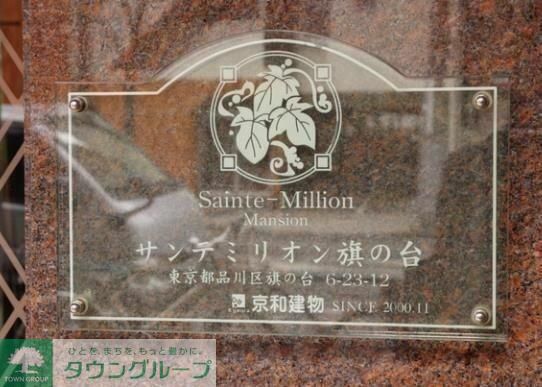 Sainte-Million
Mansion
サンテミリオン旗の台
東京都品川区旗の台 6-23-12
京和建物 SINCE 2000.11
ひとを、まちを、もっと豊かに。
タウングループ
TOWN GROUP